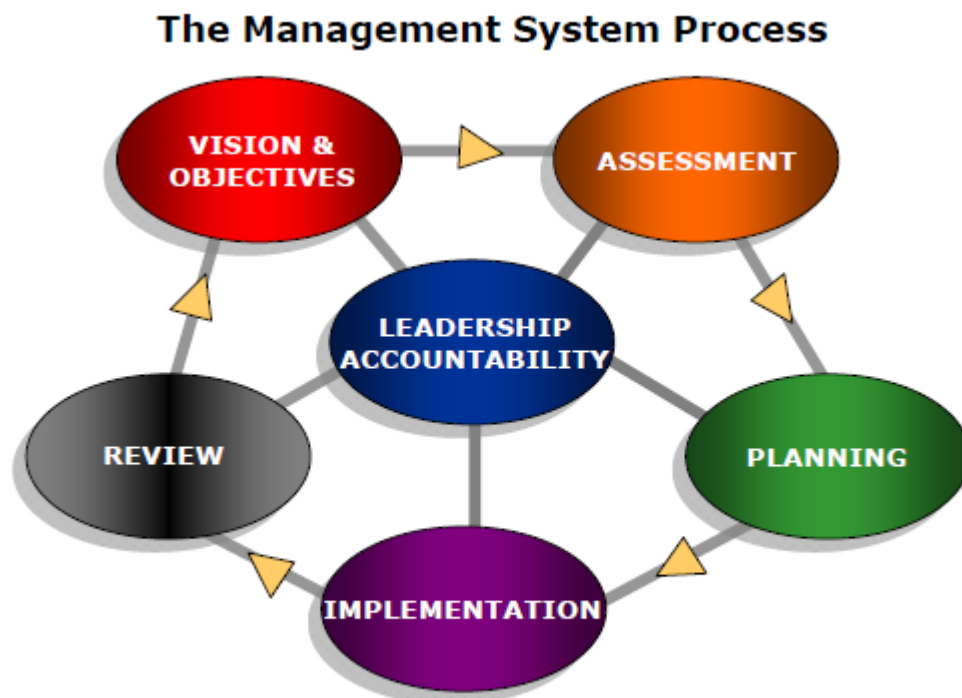 The Management System Process
VISION &
OBJECTIVES
ASSESSMENT
LEADERSHIP
ACCOUNTABILITY
REVIEW
PLANNING
IMPLEMENTATION